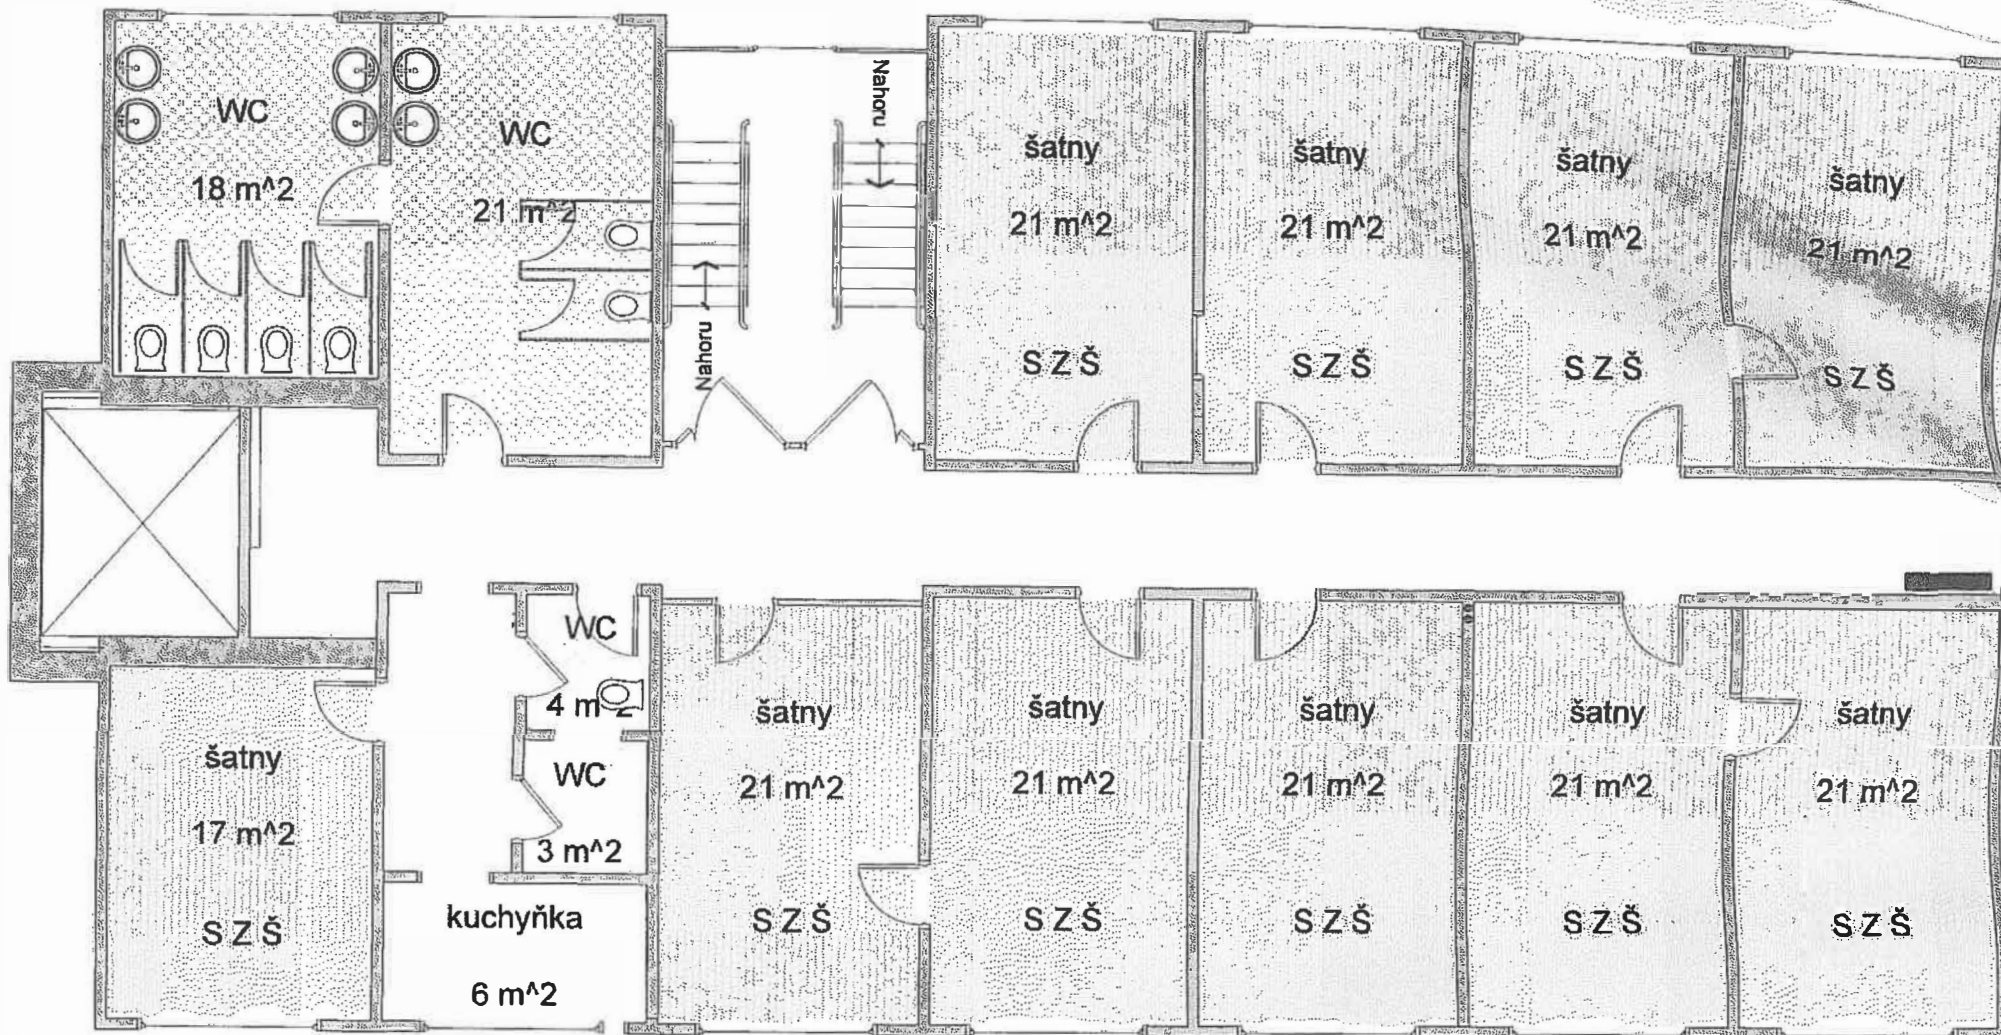 WC
18 m^2
WC
21 m^2
Nahoru
Nahoru
šatny
21 m^2
S Z Š
šatny
21 m^2
S Z Š
šatny
21 m^2
S Z Š
šatny
21 m^2
S Z Š
šatny
17 m^2
S Z Š
WC
4 m^2
WC
3 m^2
kuchyňka
6 m^2
šatny
21 m^2
S Z Š
šatny
21 m^2
S Z Š
šatny
21 m^2
S Z Š
šatny
21 m^2
S Z Š
šatny
21 m^2
S Z Š